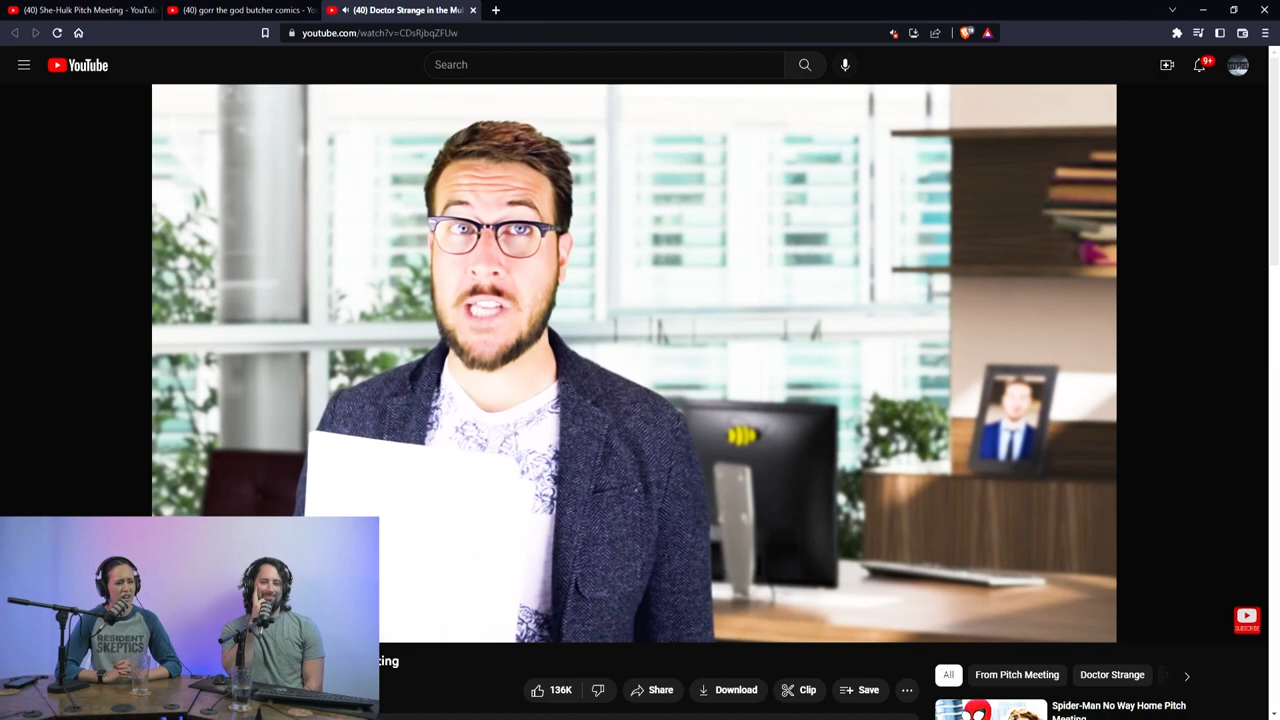 (40) She-Hulk Pitch Meeting - YouTub
(40) gorr the god butcher comics - Yo
(40) Doctor Strange in the Mul
youtube.com/watch?v=CDsRjbqZFUw
YouTube
Search
9+
RESIDENT
SKEPTICS
SUBSCRIBE
ting
136K
Share
Download
Clip
Save
All
From Pitch Meeting
Doctor Strange
Spider-Man No Way Home Pitch
Meeting